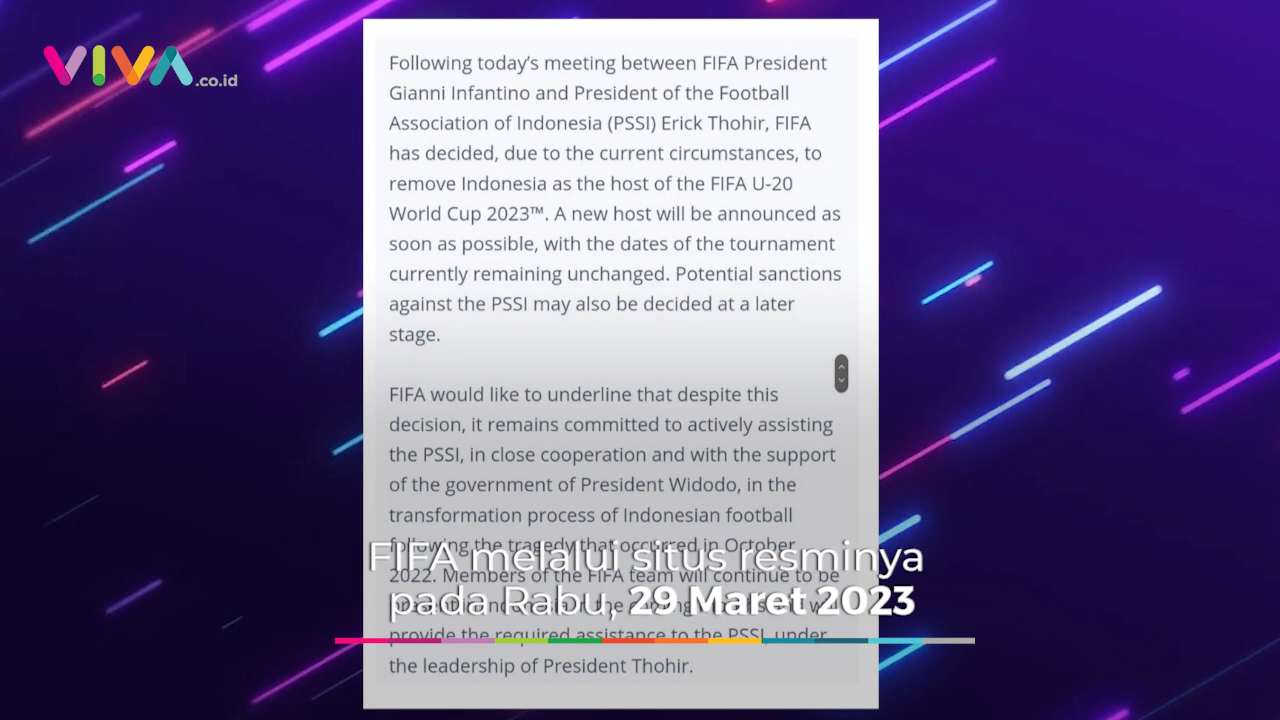 VIVA.co.id
Following today's meeting between FIFA President
Gianni Infantino and President of the Football
Association of Indonesia (PSSI) Erick Thohir, FIFA
has decided, due to the current circumstances, to
remove Indonesia as the host of the FIFA U-20
World Cup 2023™. A new host will be announced as
soon as possible, with the dates of the tournament
currently remaining unchanged. Potential sanctions
against the PSSI may also be decided at a later
stage.
FIFA would like to underline that despite this
decision, it remains committed to actively assisting
the PSSI, in close cooperation and with the support
of the government of President Widodo, in the
transformation process of Indonesian football
following the tragedy that occurred in October
2022. Members of the FIFA team will continue to be
provide the required assistance to the PSSI, under
the leadership of President Thohir.
FIFA melalui situs resminya
pada Rabu, 29 Maret 2023